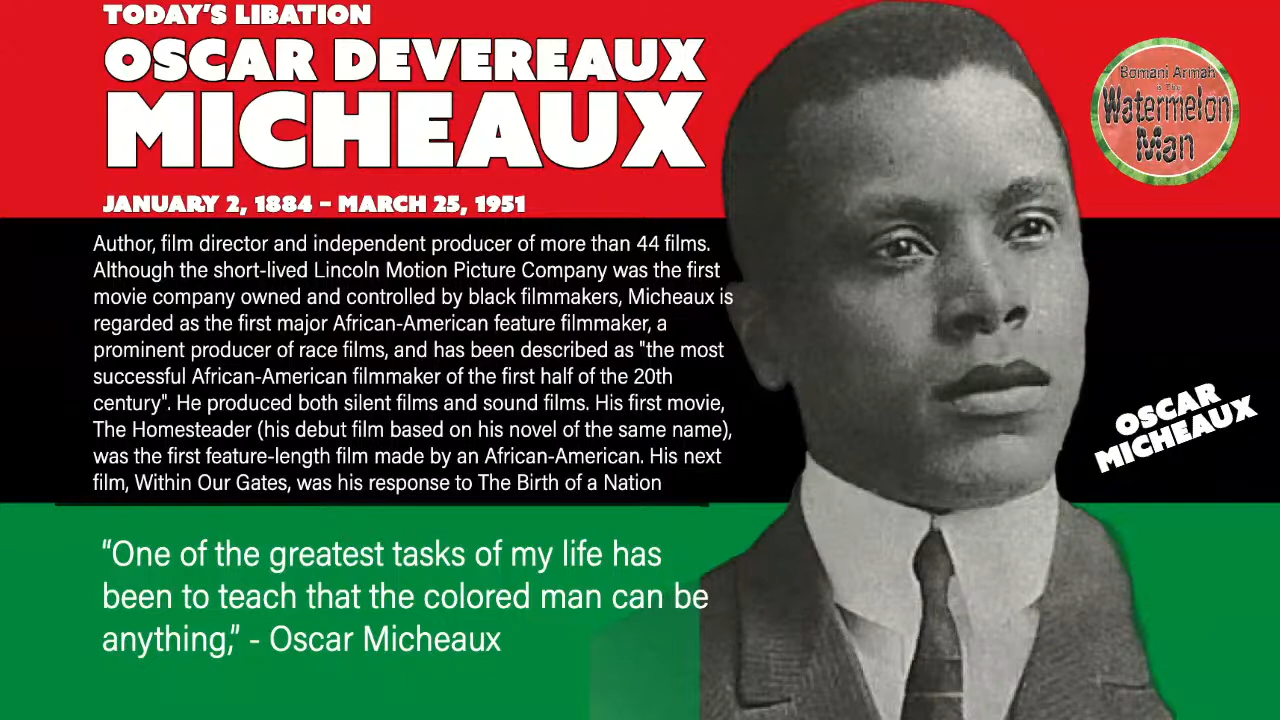 TODAY'S LIBATION
OSCAR DEVEREAUX
MICHEAUX
JANUARY 2, 1884 – MARCH 25, 1951
Author, film director and independent producer of more than 44 films.
Although the short-lived Lincoln Motion Picture Company was the first
movie company owned and controlled by black filmmakers, Micheaux is
regarded as the first major African-American feature filmmaker, a
prominent producer of race films, and has been described as "the most
successful African-American filmmaker of the first half of the 20th
century". He produced both silent films and sound films. His first movie,
The Homesteader (his debut film based on his novel of the same name),
was the first feature-length film made by an African-American. His next
film, Within Our Gates, was his response to The Birth of a Nation
“One of the greatest tasks of my life has
been to teach that the colored man can be
anything,” - Oscar Micheaux
Bomani Armah
is The
Watermelon
Man
OSCAR
MICHEAUX